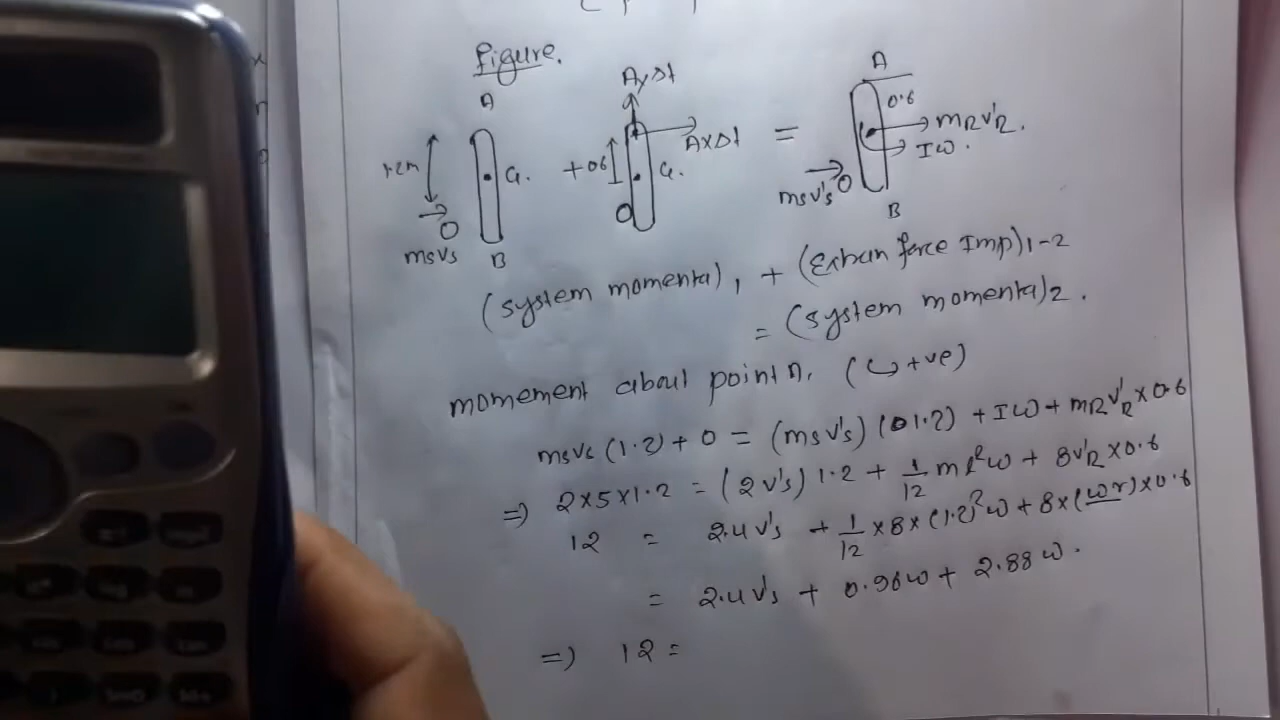 figure.
A
G.
1.2m
msvs
B
AyΔt
AxΔt
+
0.6
G.
=
A
0.6
mRv'R.
Iω.
msv's
B
(system momenta)1 + (Extern force Imp)1-2
= (system momenta)2.
momement about point A. (↺ +ve)
msvs (1.2) + 0 = (msv's) (1.2) + Iω + mRv'R × 0.6
⇒ 2×5×1.2 = (2v's) 1.2 + 1/12 ml²ω + 8v'R × 0.6
12 = 2.4v's + 1/12 × 8 × (1.2)²ω + 8×(ωr)×0.6
= 2.4v's + 0.96ω + 2.88ω.
⇒ 12 =